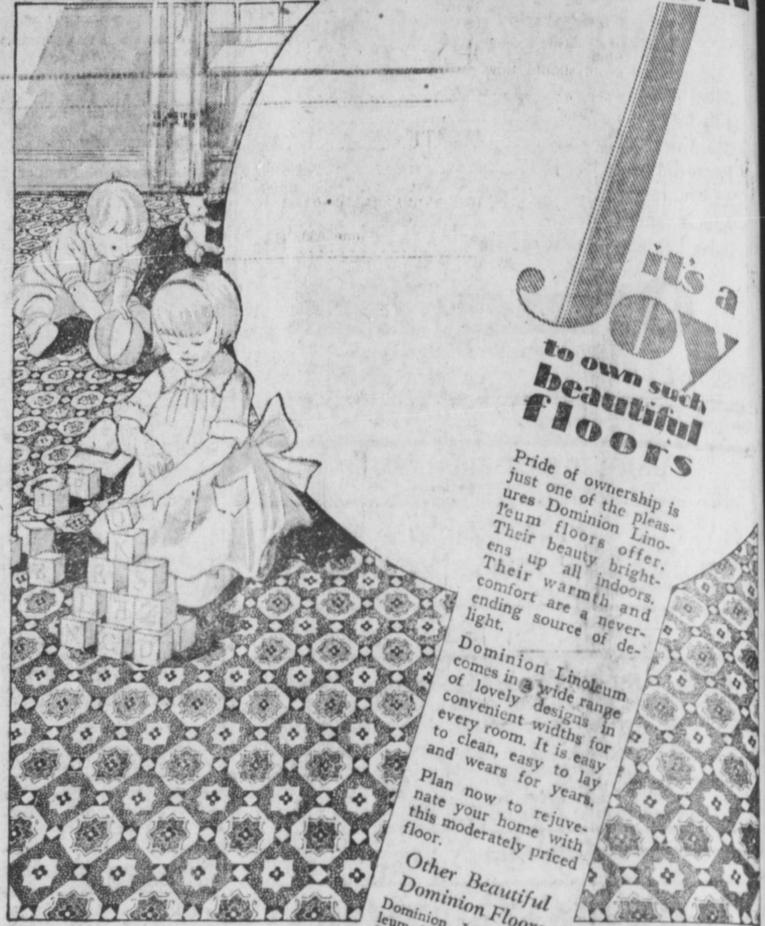 it's a
JOY
to own such
beautiful
floors
Pride of ownership is
just one of the pleas-
ures Dominion Lino-
leum floors offer.
Their beauty bright-
ens up all indoors.
Their warmth and
comfort are a never-
ending source of de-
light.
Dominion Linoleum
comes in a wide range
of lovely designs in
convenient widths for
every room. It is easy
to clean, easy to lay
and wears for years.
Plan now to rejuve-
nate your home with
this moderately priced
floor.
Other Beautiful
Dominion Floors
Dominion
leum